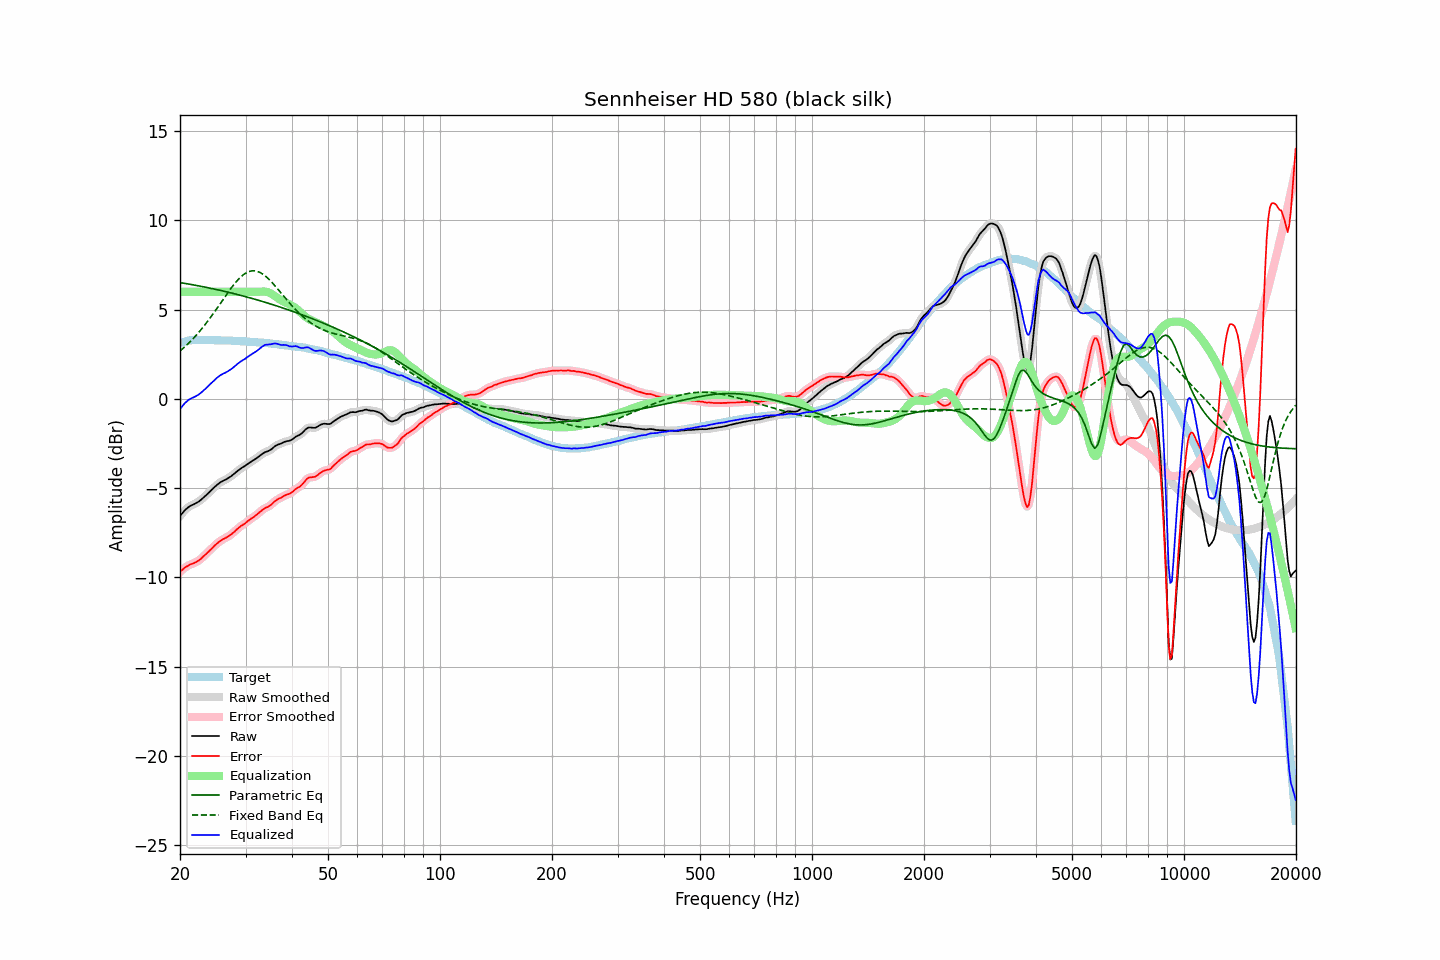 Sennheiser HD 580 (black silk)
15
10
5
0
−5
−10
−15
−20
−25
Amplitude (dBr)
Target
Raw Smoothed
Error Smoothed
Raw
Error
Equalization
Parametric Eq
Fixed Band Eq
Equalized
20 50 100 200 500 1000 2000 5000 10000 20000
Frequency (Hz)